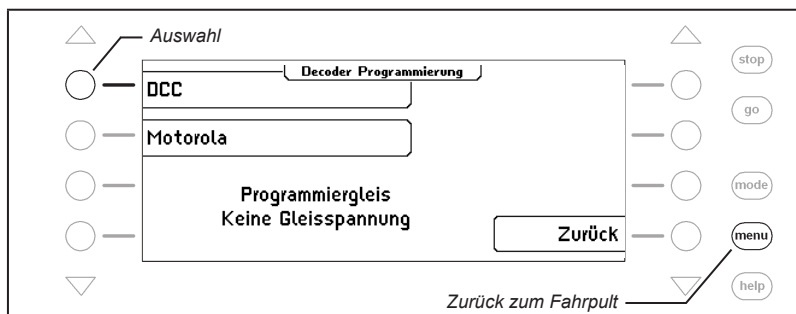 Auswahl
Decoder Programmierung
DCC
Motorola
Programmiergleis
Keine Gleisspannung
Zurück
stop
go
mode
menu
help
Zurück zum Fahrpult